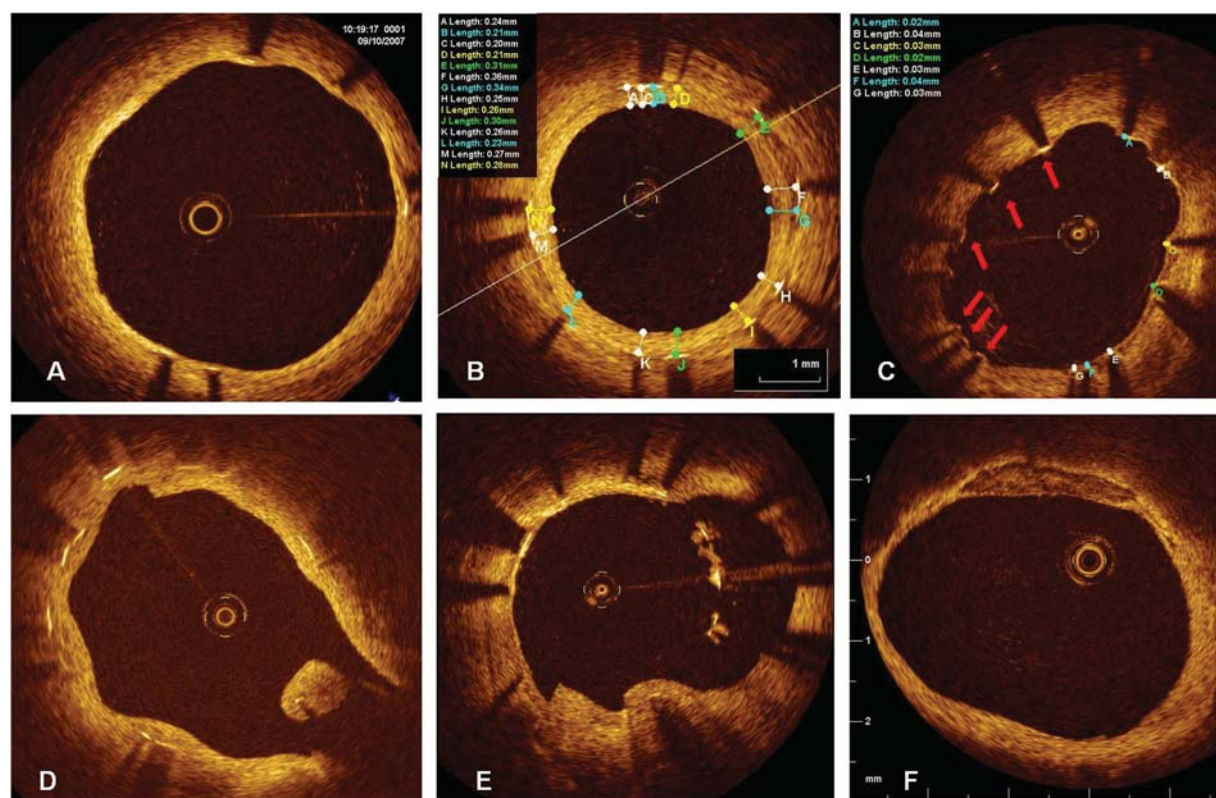 10:19:17 0001
09/10/2007
A
A Length: 0.24mm
B Length: 0.21mm
C Length: 0.20mm
D Length: 0.21mm
E Length: 0.31mm
F Length: 0.36mm
G Length: 0.34mm
H Length: 0.25mm
I Length: 0.26mm
J Length: 0.30mm
K Length: 0.26mm
L Length: 0.23mm
M Length: 0.27mm
N Length: 0.28mm
A C B D
E
F
G
N
M
H
L
I
K J
1 mm
B
A Length: 0.02mm
B Length: 0.04mm
C Length: 0.03mm
D Length: 0.02mm
E Length: 0.03mm
F Length: 0.04mm
G Length: 0.03mm
A
B
C
D
E
G F
C
D
E
1
0
1
2
mm
F